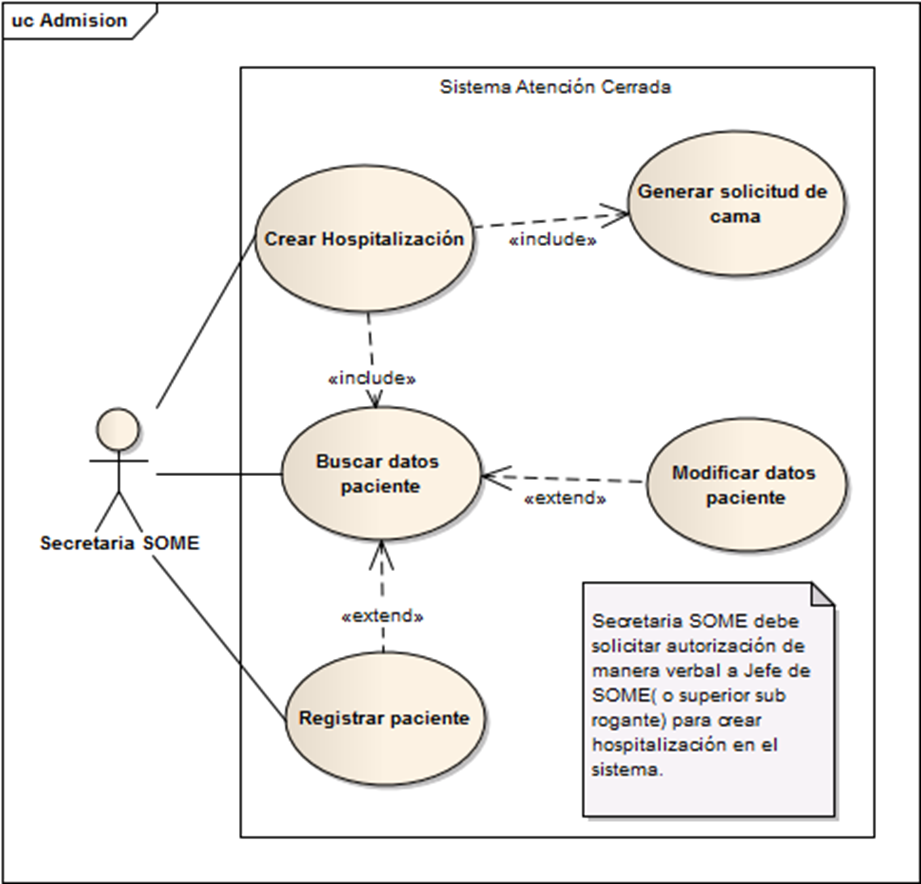 uc Admision
Sistema Atención Cerrada
Generar solicitud de
cama
Crear Hospitalización
«include»
«include»
Buscar datos
paciente
Modificar datos
paciente
«extend»
Secretaria SOME
«extend»
Registrar paciente
Secretaria SOME debe
solicitar autorización de
manera verbal a Jefe de
SOME( o superior sub
rogante) para crear
hospitalización en el
sistema.